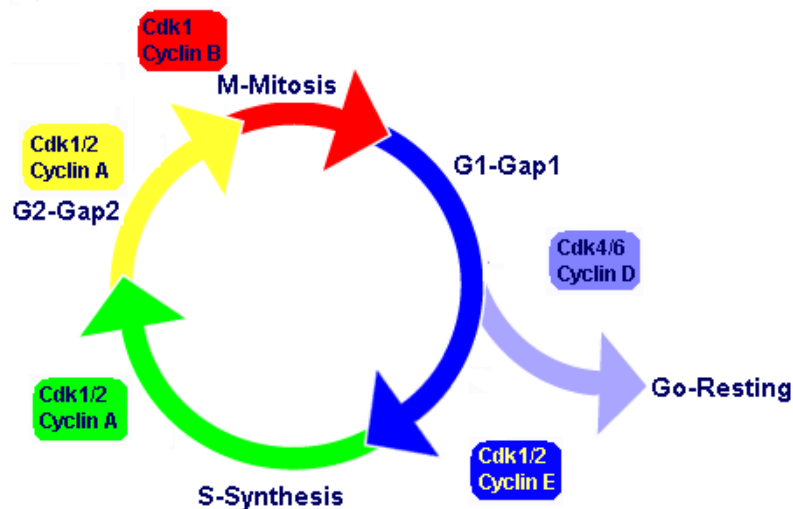 Cdk1
Cyclin B
M-Mitosis
Cdk1/2
Cyclin A
G2-Gap2
G1-Gap1
Cdk4/6
Cyclin D
Go-Resting
Cdk1/2
Cyclin A
Cdk1/2
Cyclin E
S-Synthesis